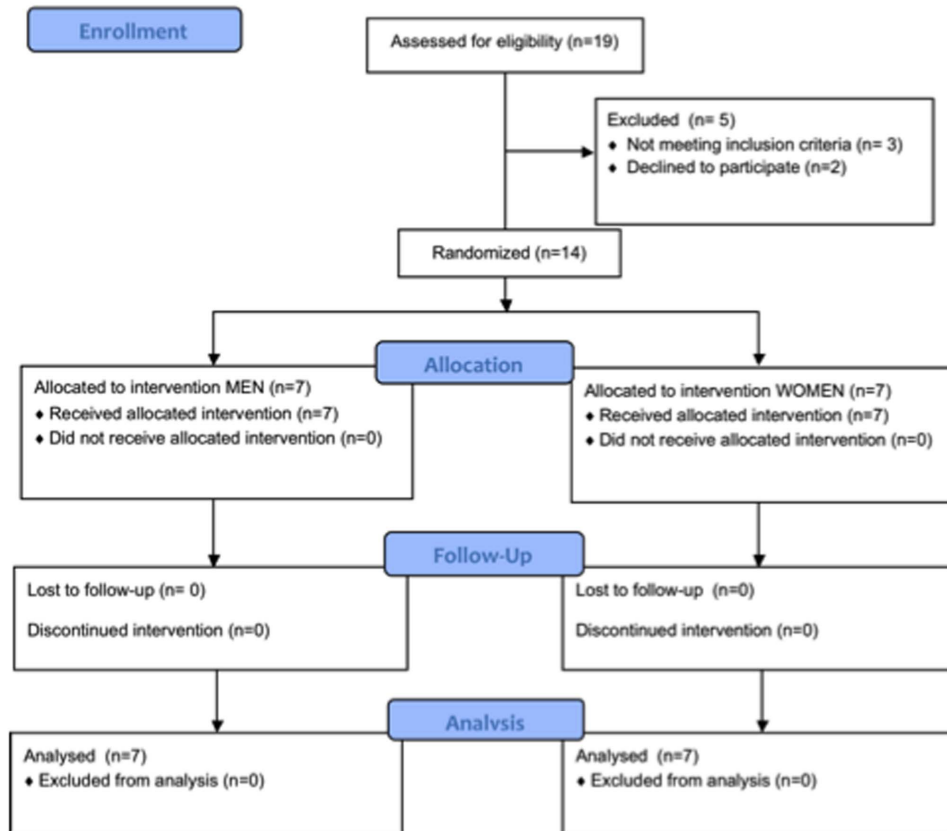 Enrollment
Assessed for eligibility (n=19)
Excluded (n= 5)
♦ Not meeting inclusion criteria (n= 3)
♦ Declined to participate (n=2)
Randomized (n=14)
Allocation
Allocated to intervention MEN (n=7)
♦ Received allocated intervention (n=7)
♦ Did not receive allocated intervention (n=0)
Allocated to intervention WOMEN (n=7)
♦ Received allocated intervention (n=7)
♦ Did not receive allocated intervention (n=0)
Follow-Up
Lost to follow-up (n= 0)
Discontinued intervention (n=0)
Lost to follow-up (n=0)
Discontinued intervention (n=0)
Analysis
Analysed (n=7)
♦ Excluded from analysis (n=0)
Analysed (n=7)
♦ Excluded from analysis (n=0)